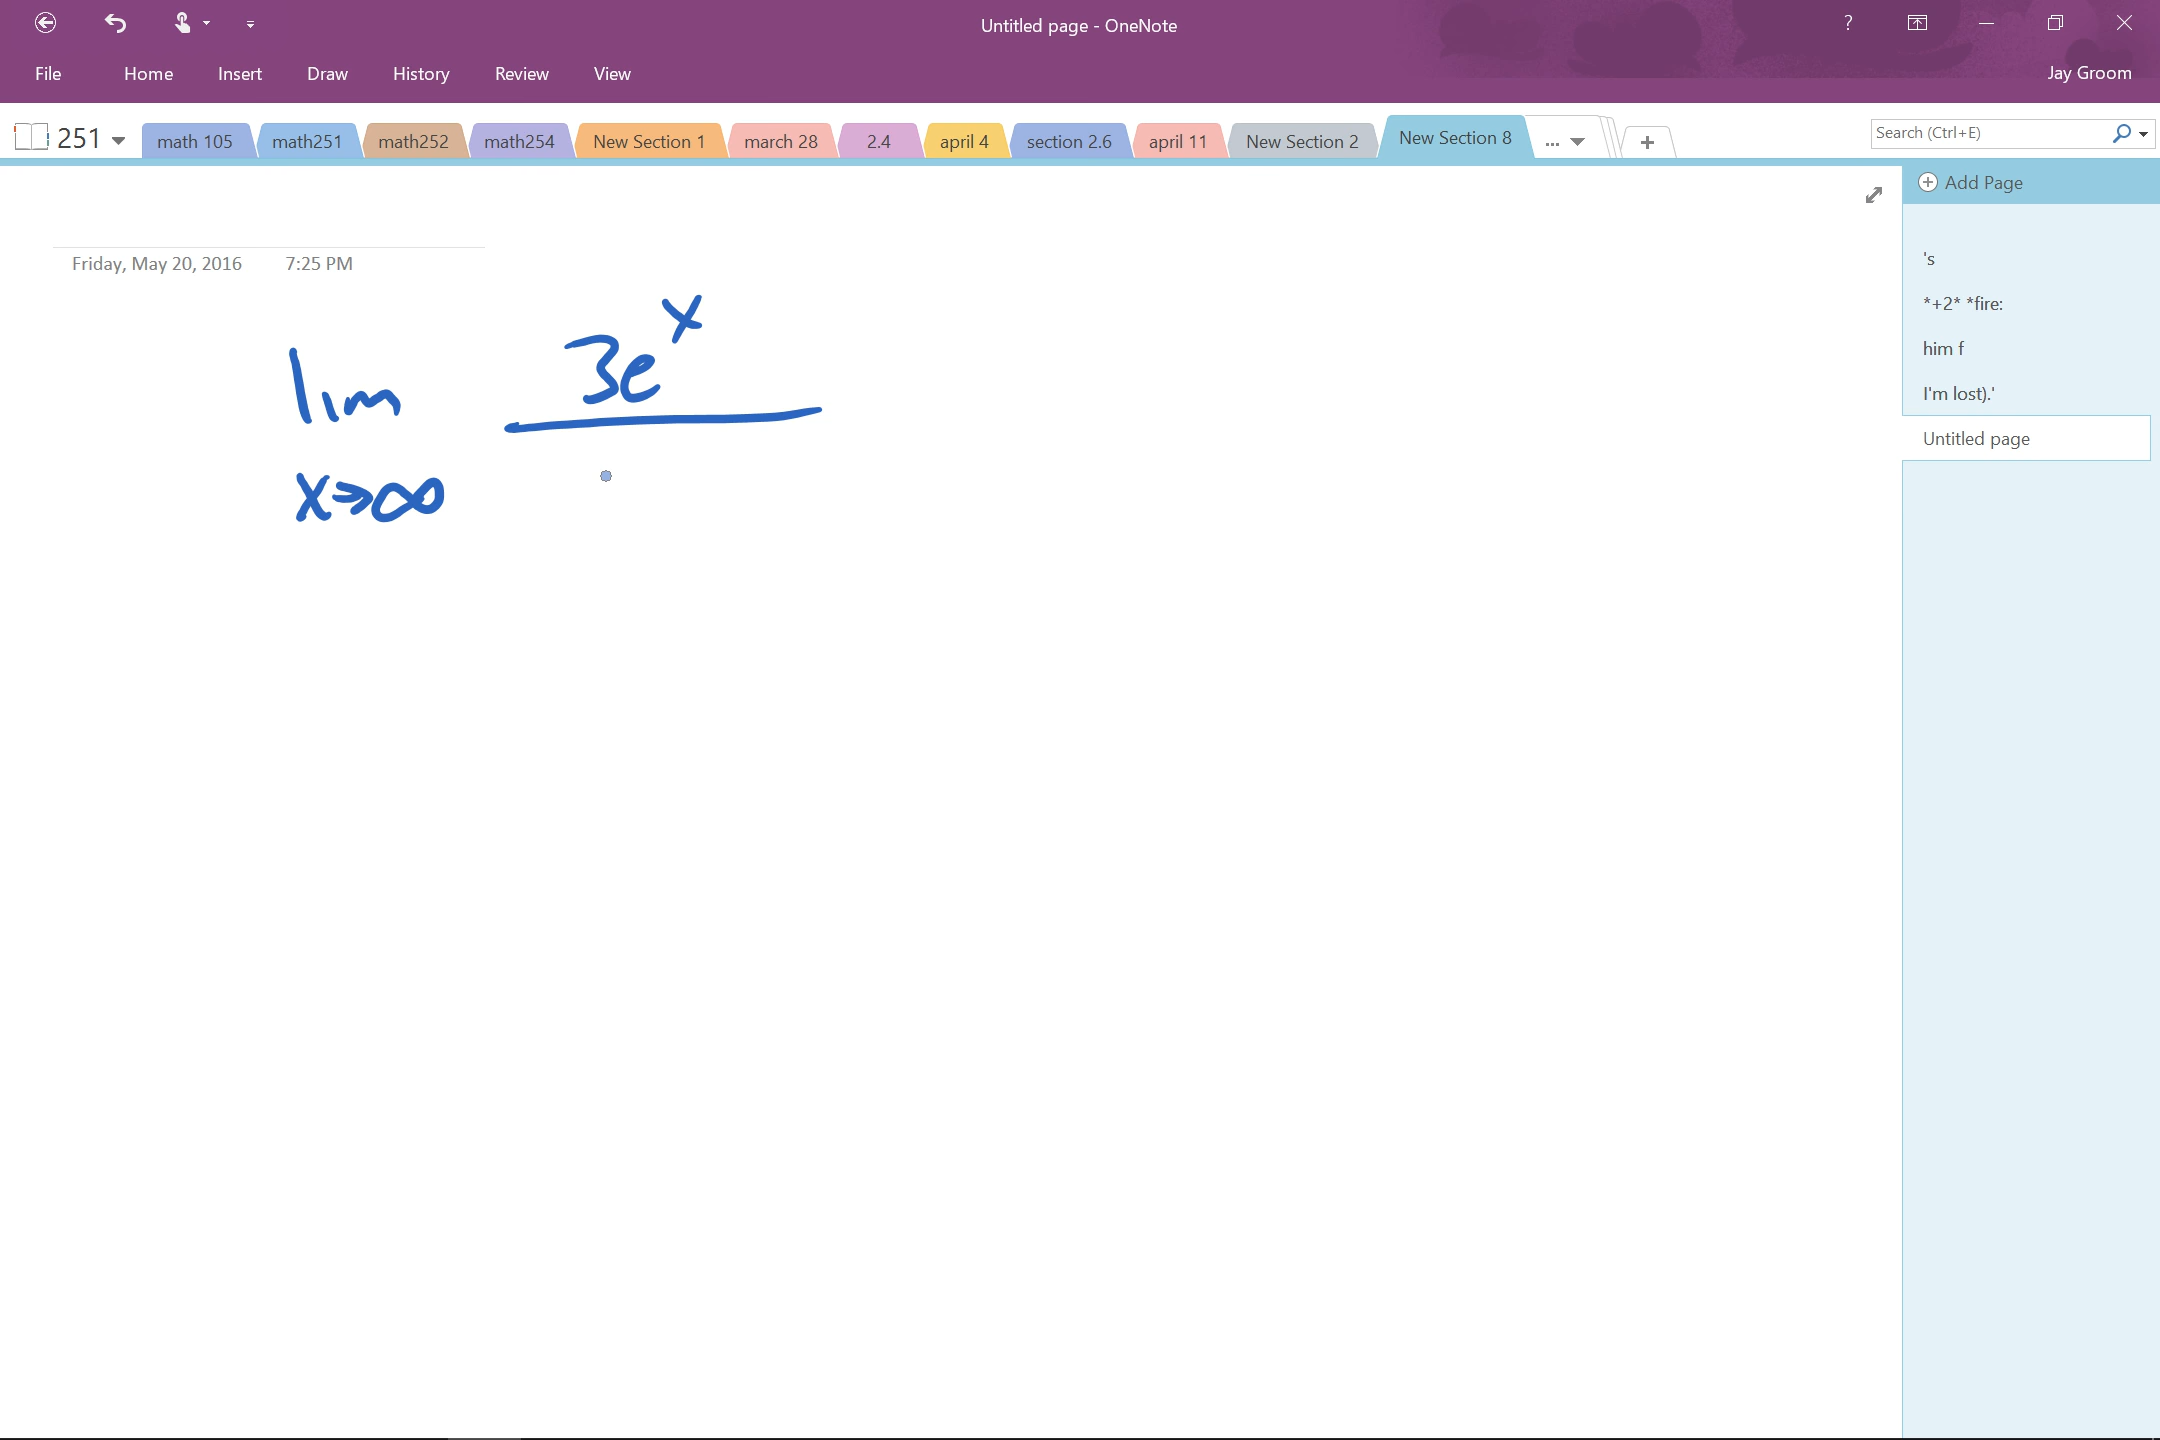 Untitled page - OneNote
?
File Home Insert Draw History Review View
Jay Groom
251 math 105 math251 math252 math254 New Section 1 march 28 2.4 april 4 section 2.6 april 11 New Section 2 New Section 8 ... +
Search (Ctrl+E)
Add Page
's
*+2* *fire:
him f
I'm lost).'
Untitled page
Friday, May 20, 2016 7:25 PM
3e^x
lim
x→∞